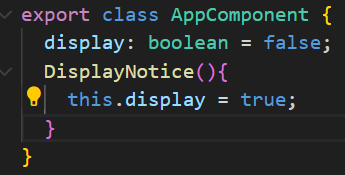 export class AppComponent {
  display: boolean = false;
  DisplayNotice(){
    this.display = true;
  }
}